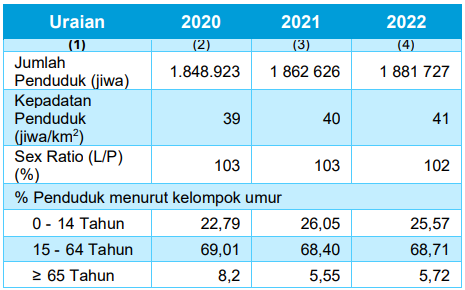 Uraian 2020 2021 2022
(1) (2) (3) (4)
Jumlah
Penduduk (jiwa) 1.848.923 1 862 626 1 881 727
Kepadatan
Penduduk 39 40 41
(jiwa/km²)
Sex Ratio (L/P) 103 103 102
(%)
% Penduduk menurut kelompok umur
0 - 14 Tahun 22,79 26,05 25,57
15 - 64 Tahun 69,01 68,40 68,71
≥ 65 Tahun 8,2 5,55 5,72